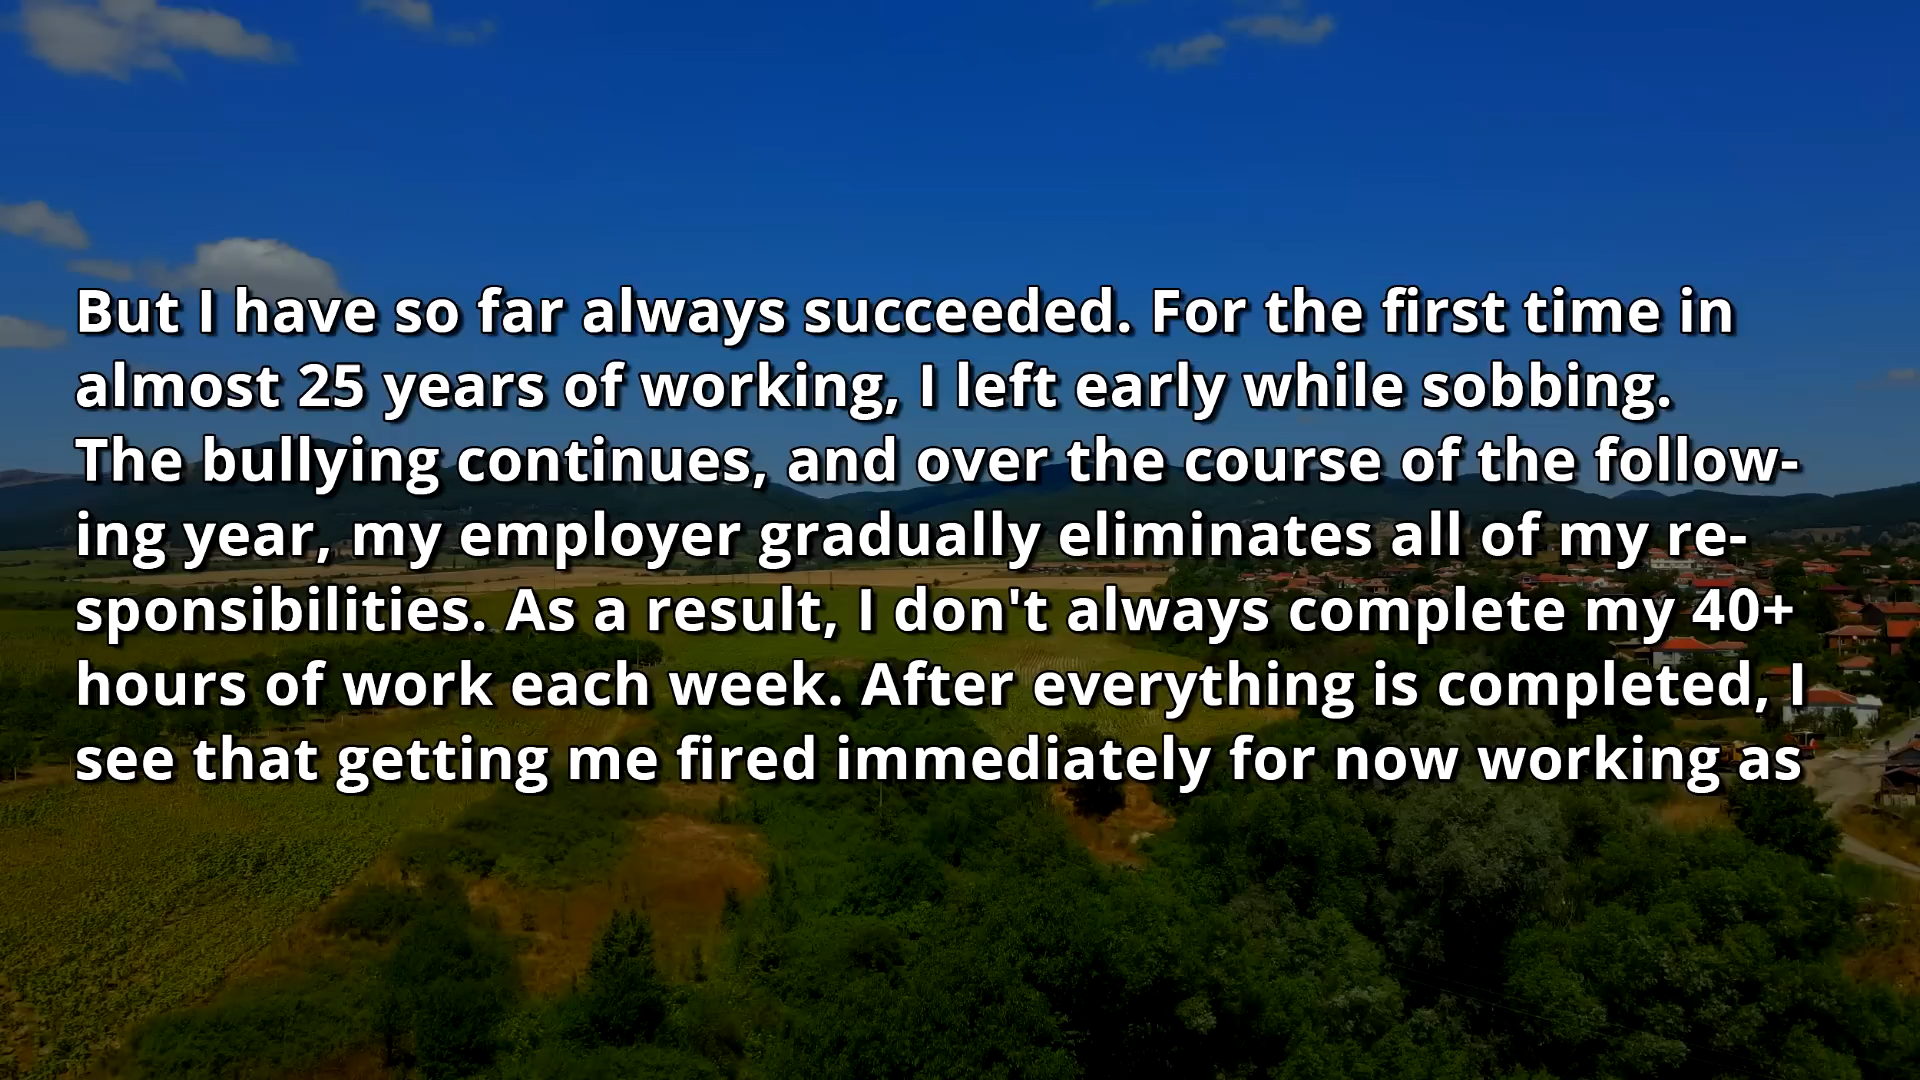 But I have so far always succeeded. For the first time in
almost 25 years of working, I left early while sobbing.
The bullying continues, and over the course of the follow-
ing year, my employer gradually eliminates all of my re-
sponsibilities. As a result, I don't always complete my 40+
hours of work each week. After everything is completed, I
see that getting me fired immediately for now working as